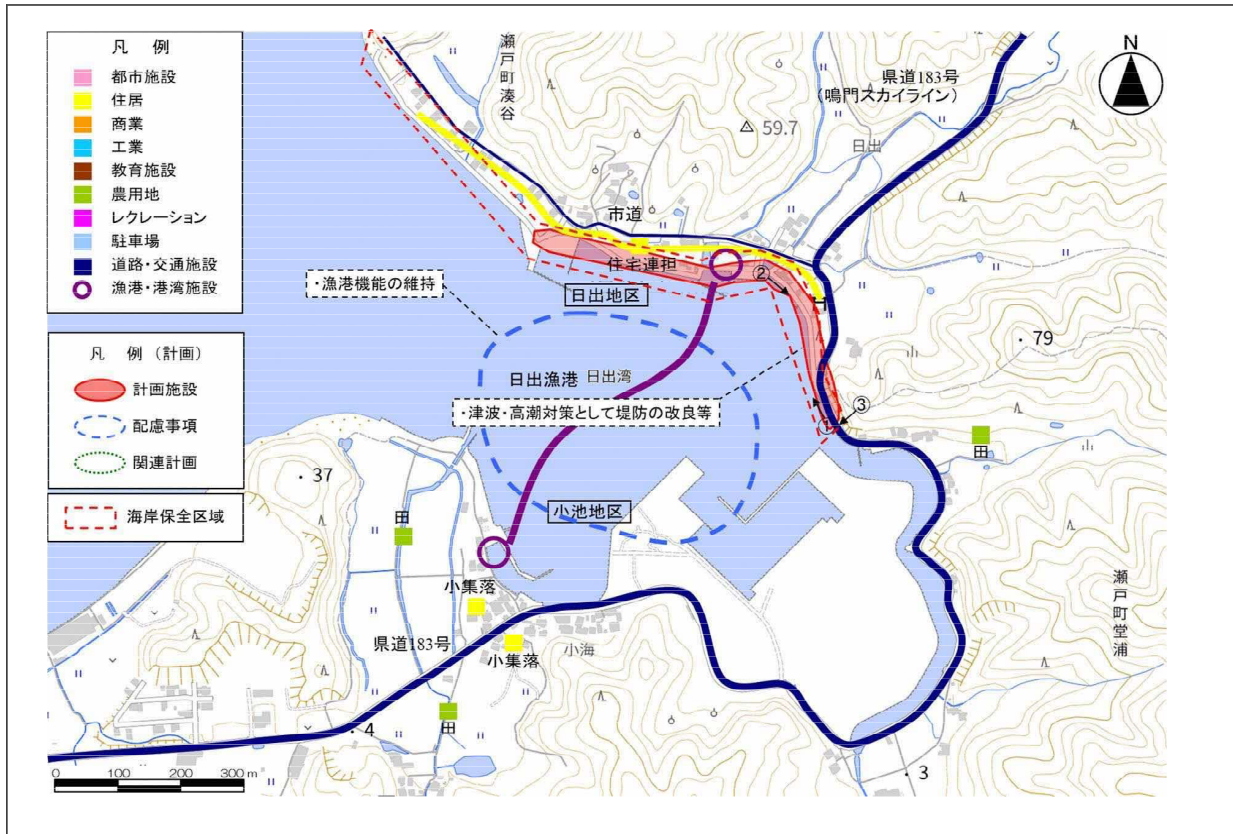 凡 例
都市施設
住居
商業
工業
教育施設
農用地
レクレーション
駐車場
道路・交通施設
漁港・港湾施設
凡 例 (計画)
計画施設
配慮事項
関連計画
海岸保全区域
瀬戸町湊谷
県道183号
(鳴門スカイライン)
N
59.7
日出
市道
住宅連担
②
・漁港機能の維持
日出地区
79
日出漁港
日出湾
・津波・高潮対策として堤防の改良等
③
田
37
小池地区
田
小集落
瀬戸町堂浦
県道183号
小集落
小海
田
4
3
0 100 200 300 m